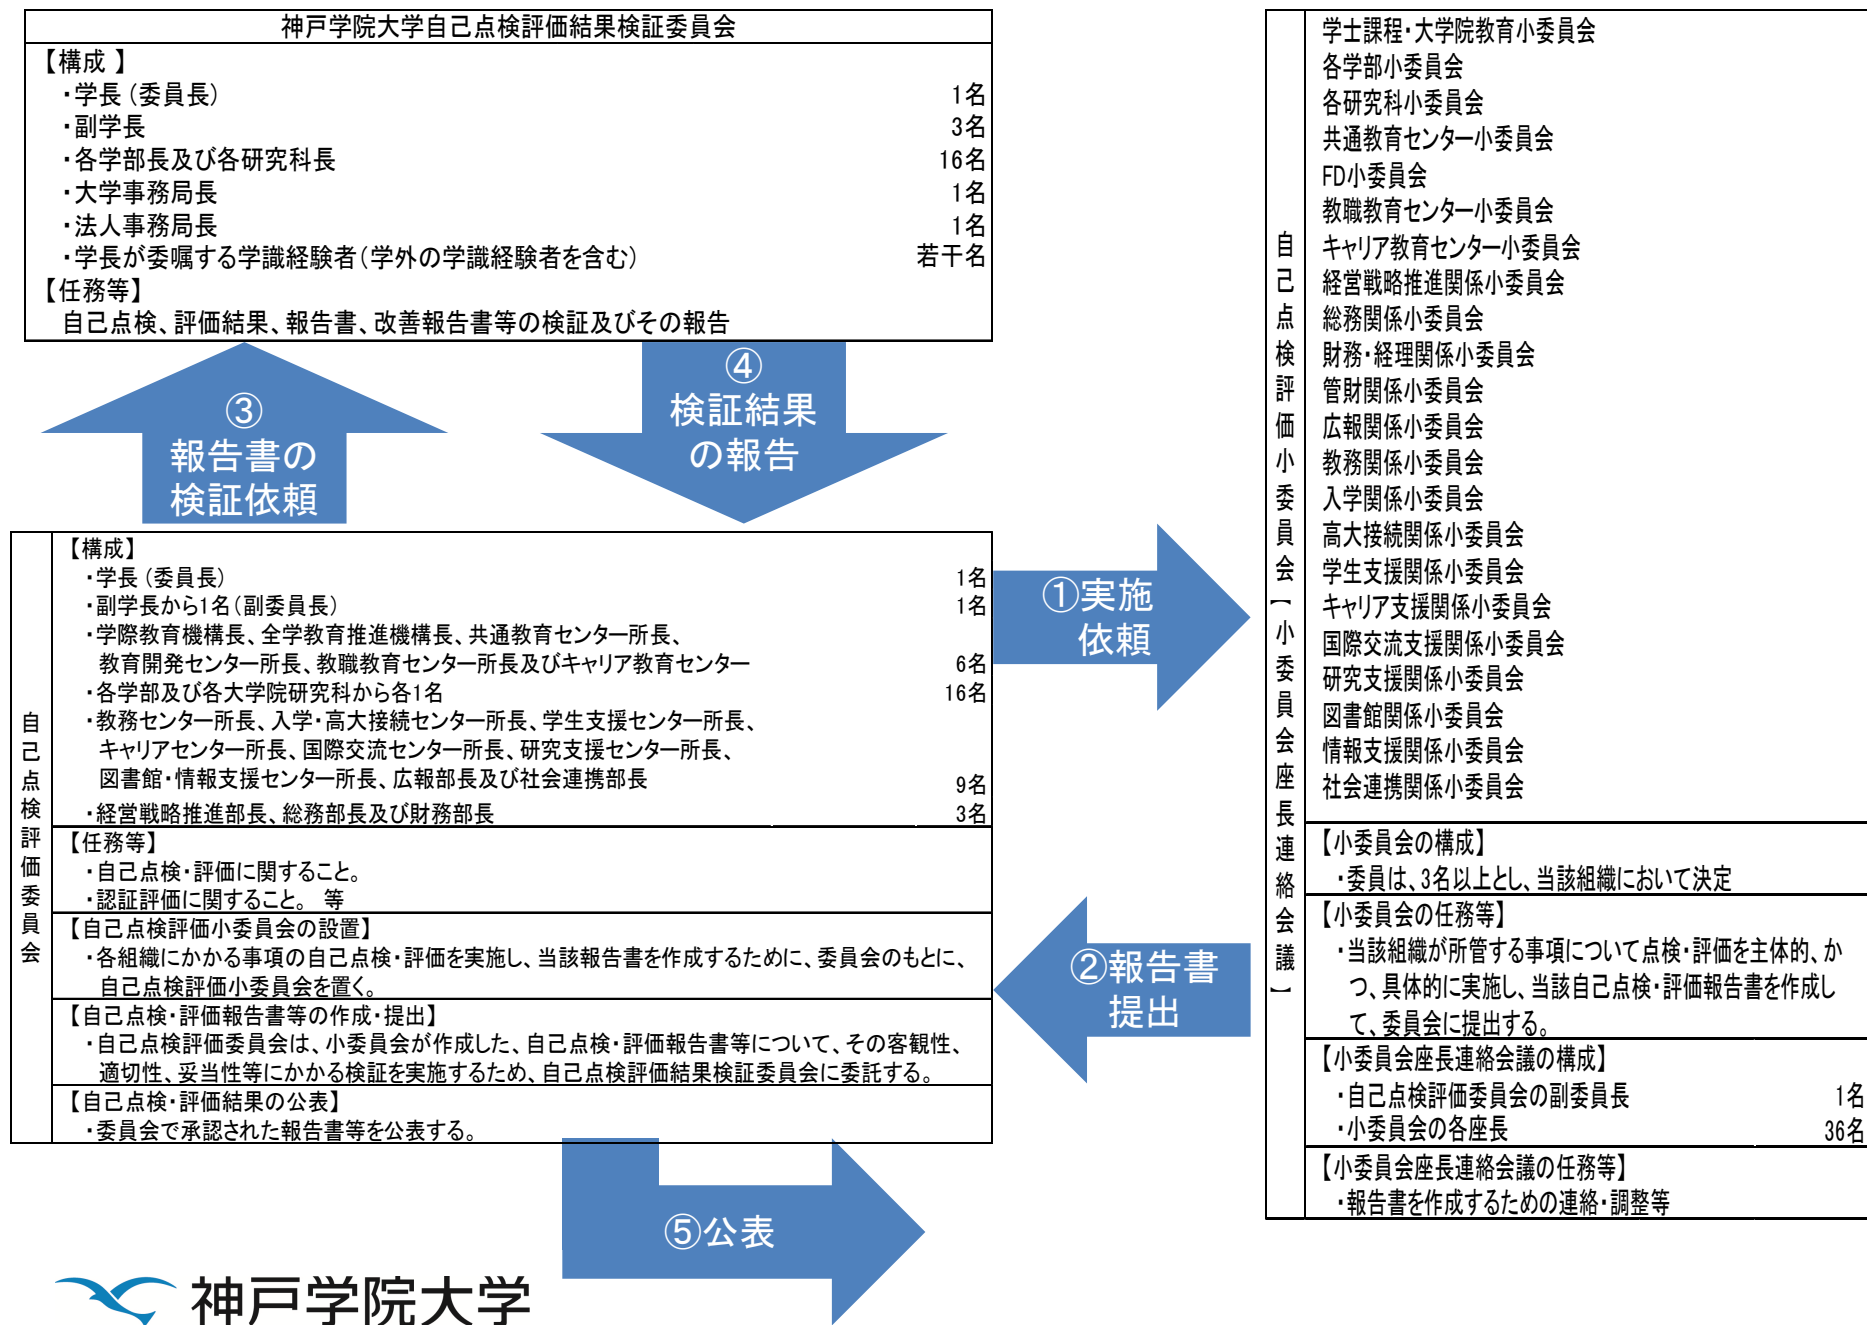 神戸学院大学自己点検評価結果検証委員会
【構成 】
・学長(委員長) 1名
・副学長 3名
・各学部長及び各研究科長 16名
・大学事務局長 1名
・法人事務局長 1名
・学長が委嘱する学識経験者(学外の学識経験者を含む) 若干名
【任務等】
自己点検、評価結果、報告書、改善報告書等の検証及びその報告
③
報告書の
検証依頼
④
検証結果
の報告
自己点検評価委員会
【構成】
・学長(委員長) 1名
・副学長から1名(副委員長) 1名
・学際教育機構長、全学教育推進機構長、共通教育センター所長、
教育開発センター所長、教職教育センター所長及びキャリア教育センター 6名
・各学部及び各大学院研究科から各1名 16名
・教務センター所長、入学・高大接続センター所長、学生支援センター所長、
キャリアセンター所長、国際交流センター所長、研究支援センター所長、
図書館・情報支援センター所長、広報部長及び社会連携部長 9名
・経営戦略推進部長、総務部長及び財務部長 3名
【任務等】
・自己点検・評価に関すること。
・認証評価に関すること。 等
【自己点検評価小委員会の設置】
・各組織にかかる事項の自己点検・評価を実施し、当該報告書を作成するために、委員会のもとに、
自己点検評価小委員会を置く。
【自己点検・評価報告書等の作成・提出】
・自己点検評価委員会は、小委員会が作成した、自己点検・評価報告書等について、その客観性、
適切性、妥当性等にかかる検証を実施するため、自己点検評価結果検証委員会に委託する。
【自己点検・評価結果の公表】
・委員会で承認された報告書等を公表する。
①実施
依頼
②報告書
提出
⑤公表
自己点検評価小委員会【小委員会座長連絡会議】
学士課程・大学院教育小委員会
各学部小委員会
各研究科小委員会
共通教育センター小委員会
FD小委員会
教職教育センター小委員会
キャリア教育センター小委員会
経営戦略推進関係小委員会
総務関係小委員会
財務・経理関係小委員会
管財関係小委員会
広報関係小委員会
教務関係小委員会
入学関係小委員会
高大接続関係小委員会
学生支援関係小委員会
キャリア支援関係小委員会
国際交流支援関係小委員会
研究支援関係小委員会
図書館関係小委員会
情報支援関係小委員会
社会連携関係小委員会
【小委員会の構成】
・委員は、3名以上とし、当該組織において決定
【小委員会の任務等】
・当該組織が所管する事項について点検・評価を主体的、か
つ、具体的に実施し、当該自己点検・評価報告書を作成し
て、委員会に提出する。
【小委員会座長連絡会議の構成】
・自己点検評価委員会の副委員長 1名
・小委員会の各座長 36名
【小委員会座長連絡会議の任務等】
・報告書を作成するための連絡・調整等
神戸学院大学